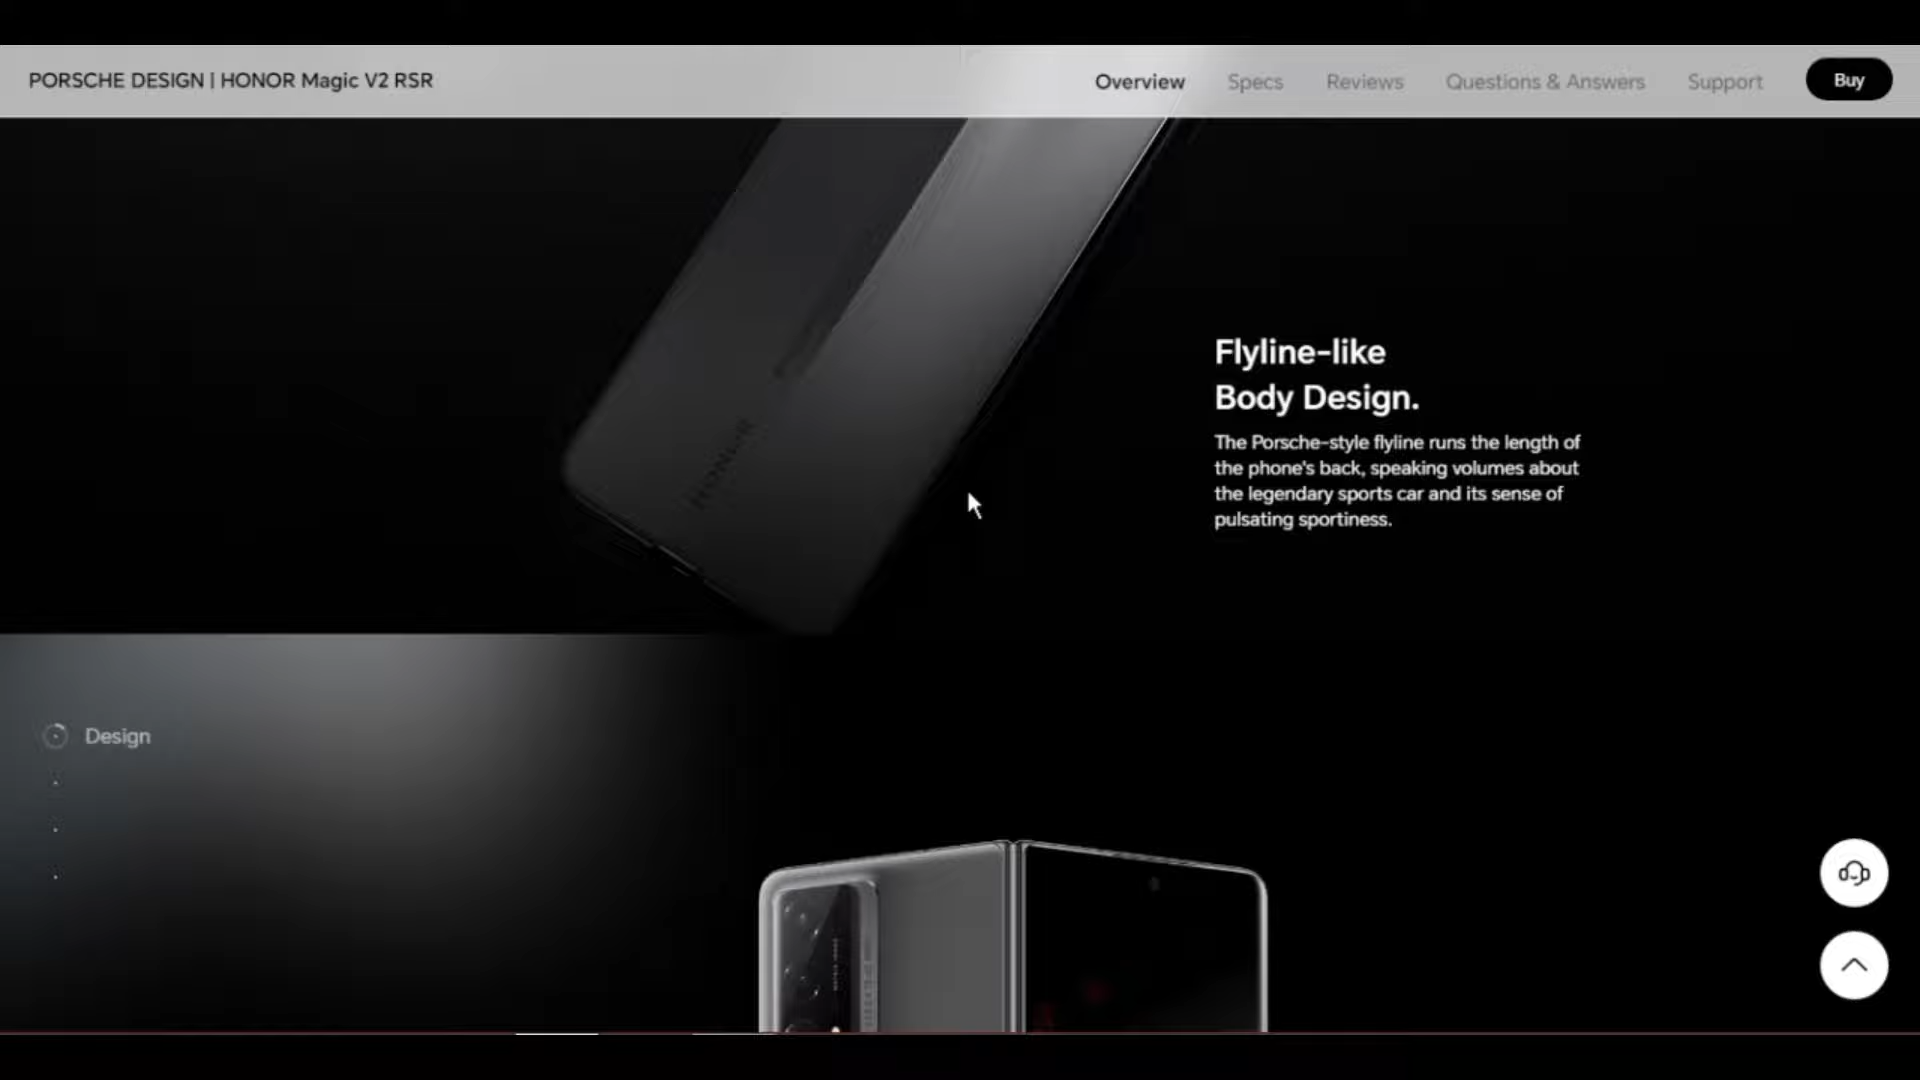 PORSCHE DESIGN | HONOR Magic V2 RSR
Overview
Specs
Reviews
Questions & Answers
Support
Buy
HONOR
Flyline-like
Body Design.
The Porsche-style flyline runs the length of
the phone's back, speaking volumes about
the legendary sports car and its sense of
pulsating sportiness.
Design